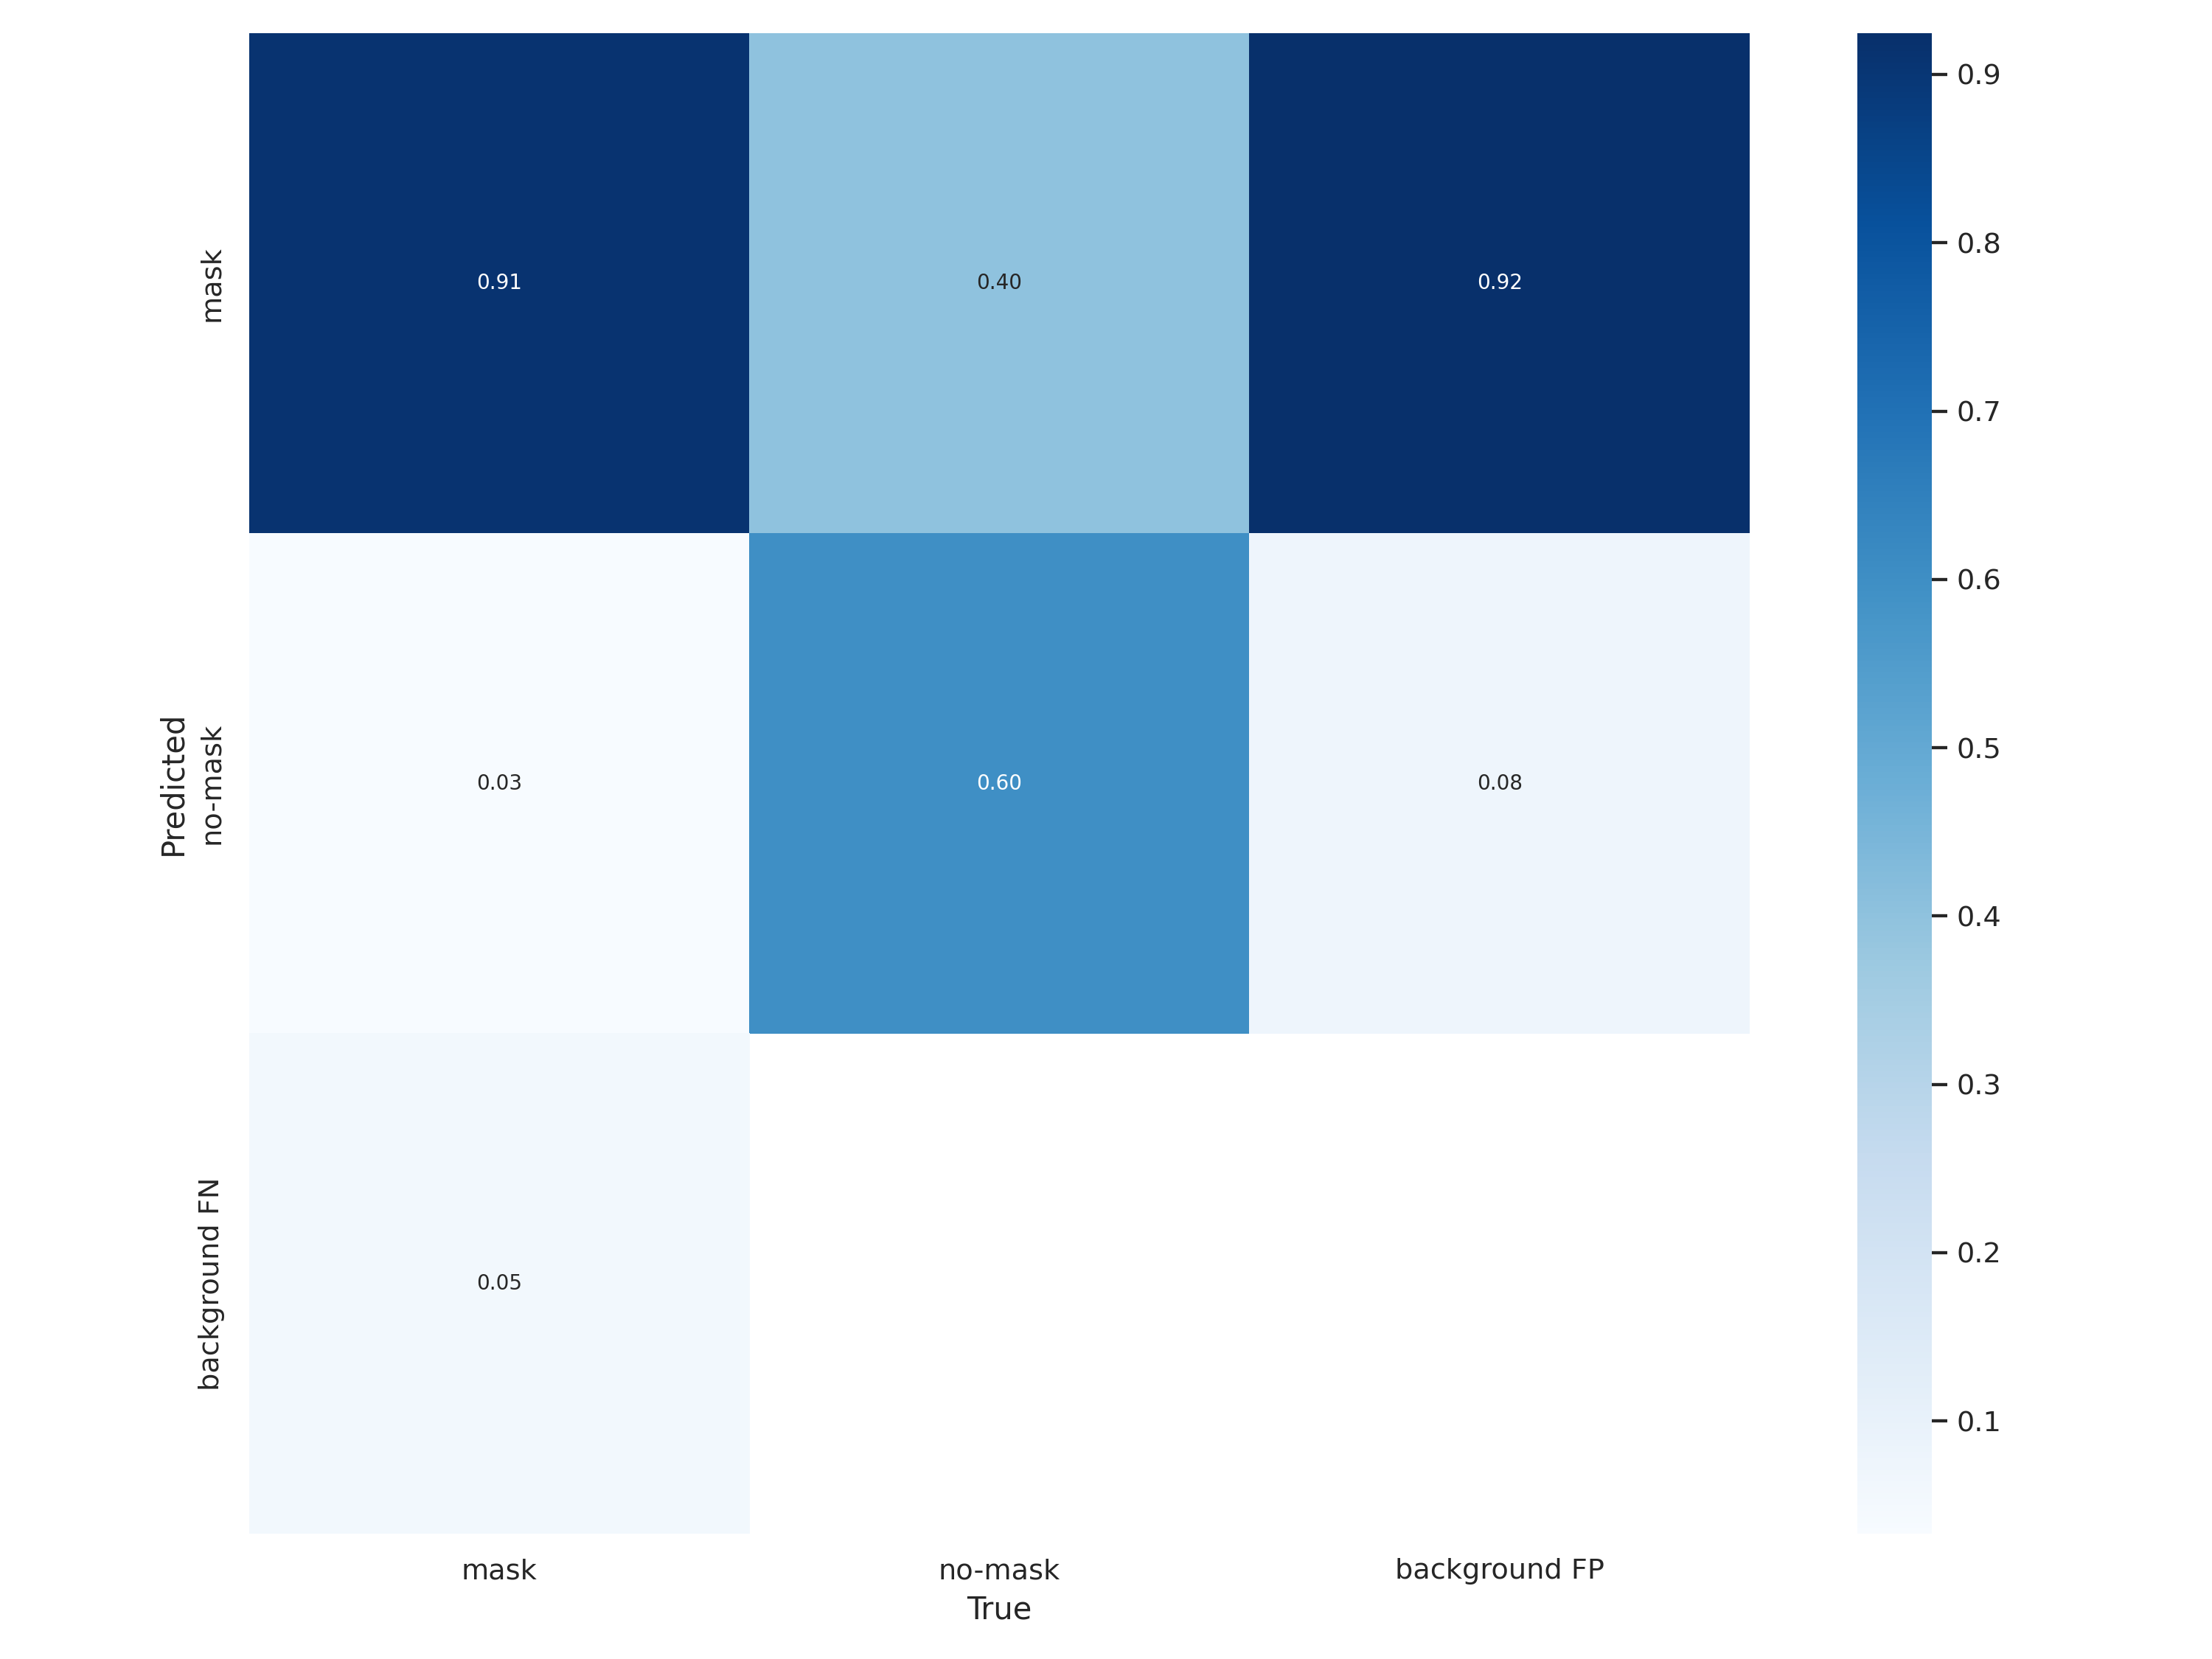 mask
0.91 0.40 0.92
Predicted
no-mask
0.03 0.60 0.08
background FN
0.05
mask no-mask background FP
True
0.9
0.8
0.7
0.6
0.5
0.4
0.3
0.2
0.1